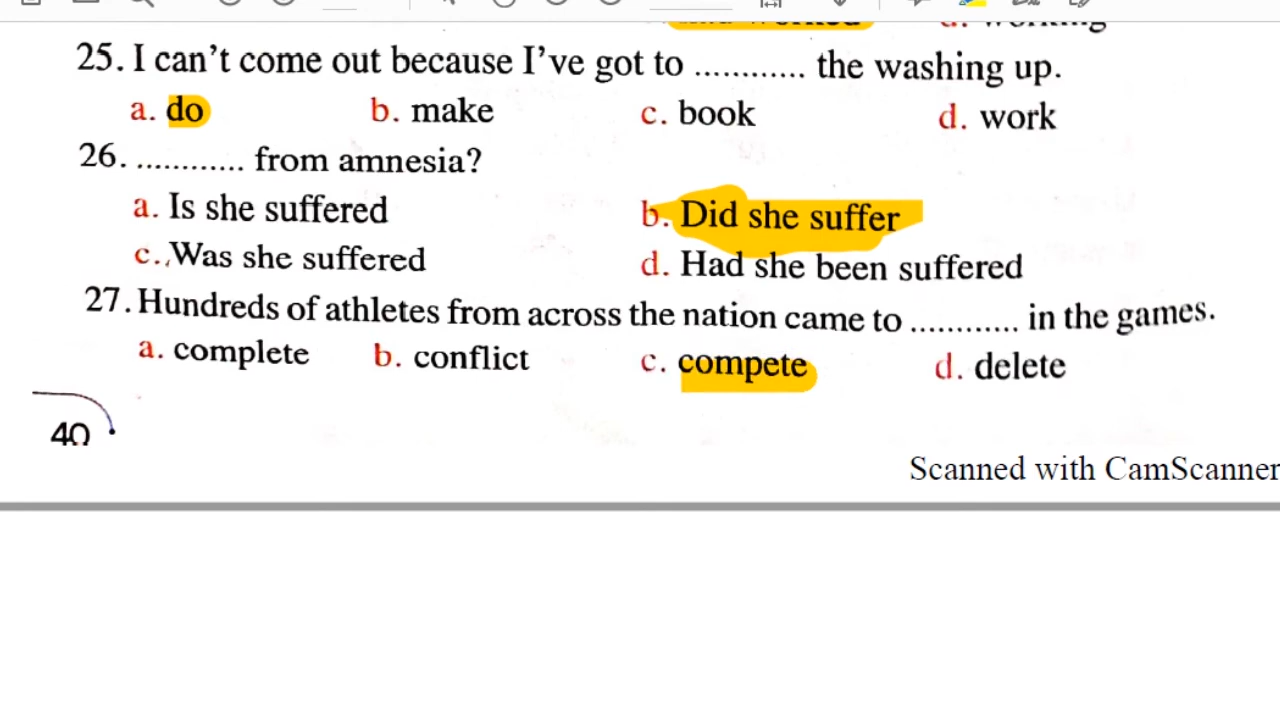 25. I can't come out because I've got to ............ the washing up.
a. do b. make c. book d. work
26. ............ from amnesia?
a. Is she suffered b. Did she suffer
c. Was she suffered d. Had she been suffered
27. Hundreds of athletes from across the nation came to ............ in the games.
a. complete b. conflict c. compete d. delete
40
Scanned with CamScanner